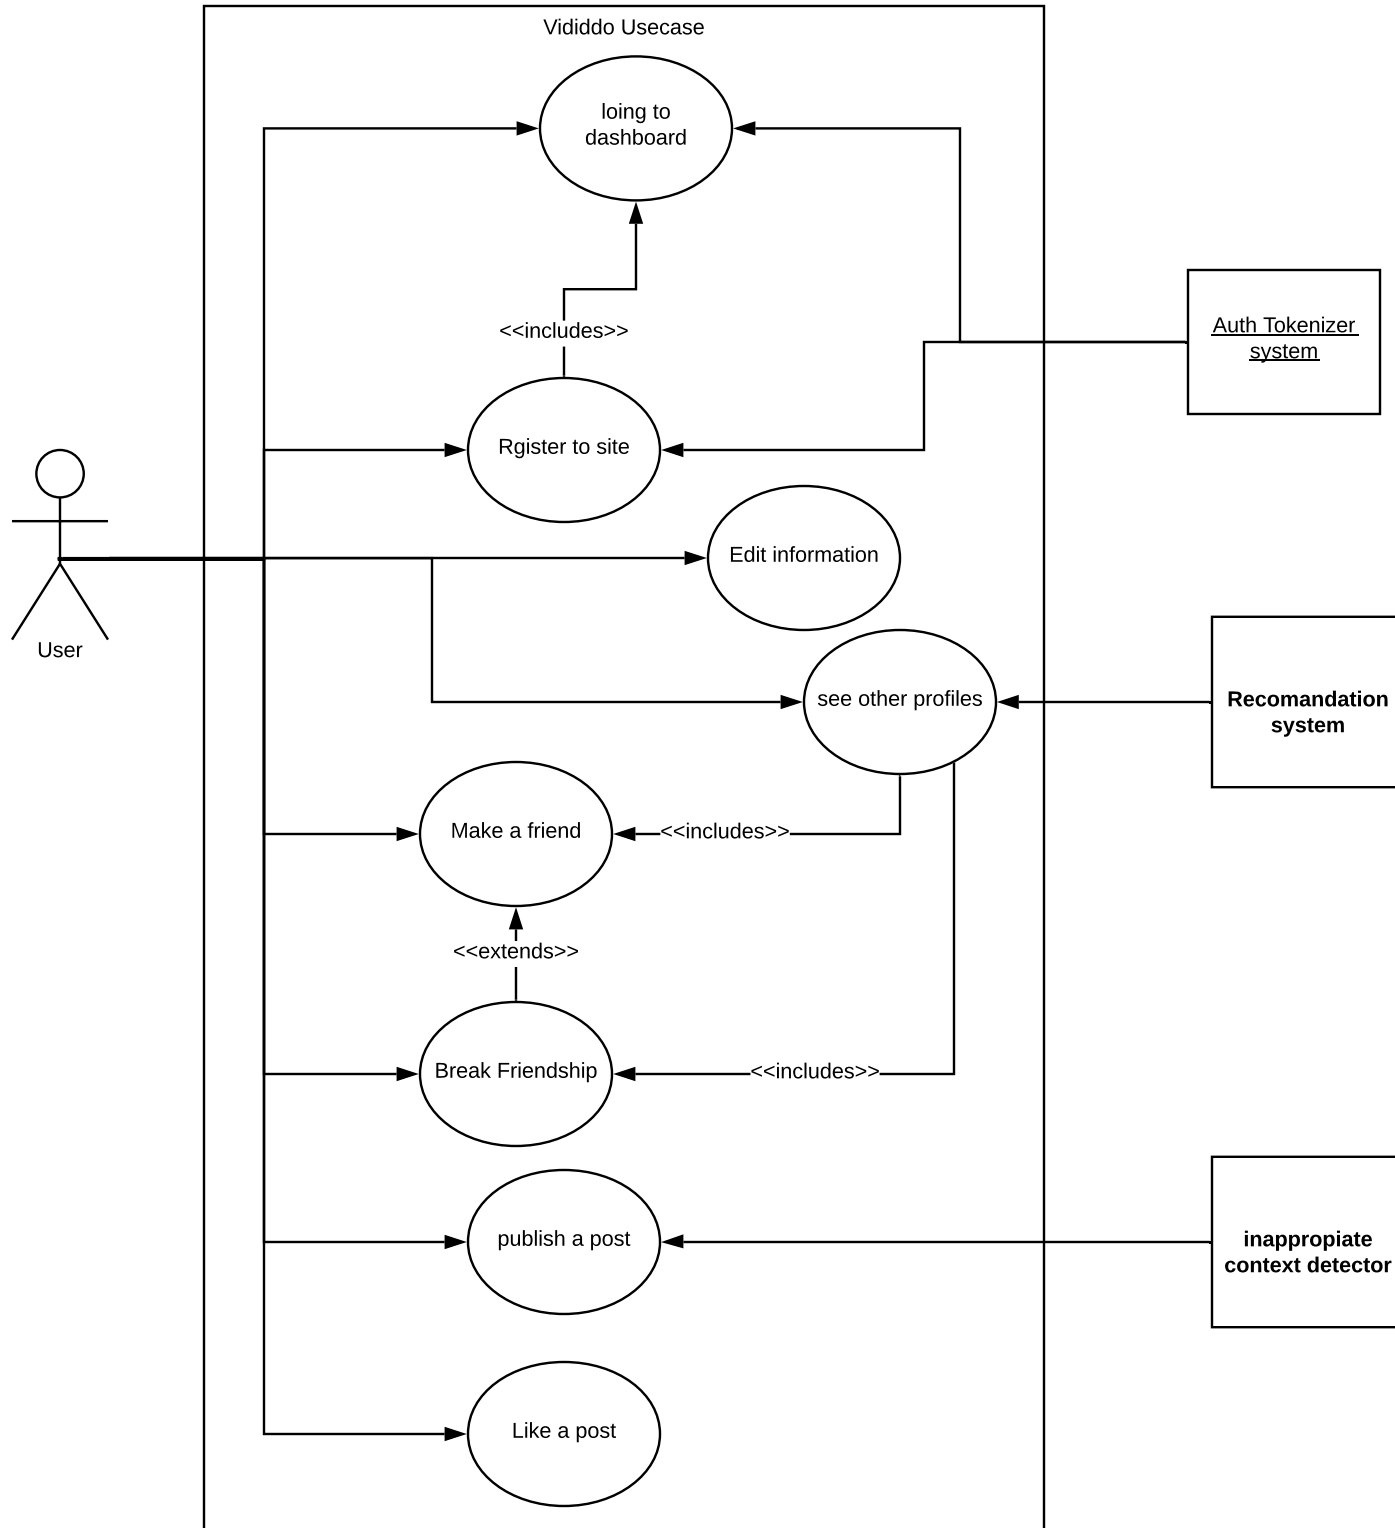 Vididdo Usecase
loing to
dashboard
<<includes>>
Auth Tokenizer
system
Rgister to site
Edit information
User
see other profiles
Recomandation
system
Make a friend
<<includes>>
<<extends>>
Break Friendship
<<includes>>
publish a post
inappropiate
context detector
Like a post